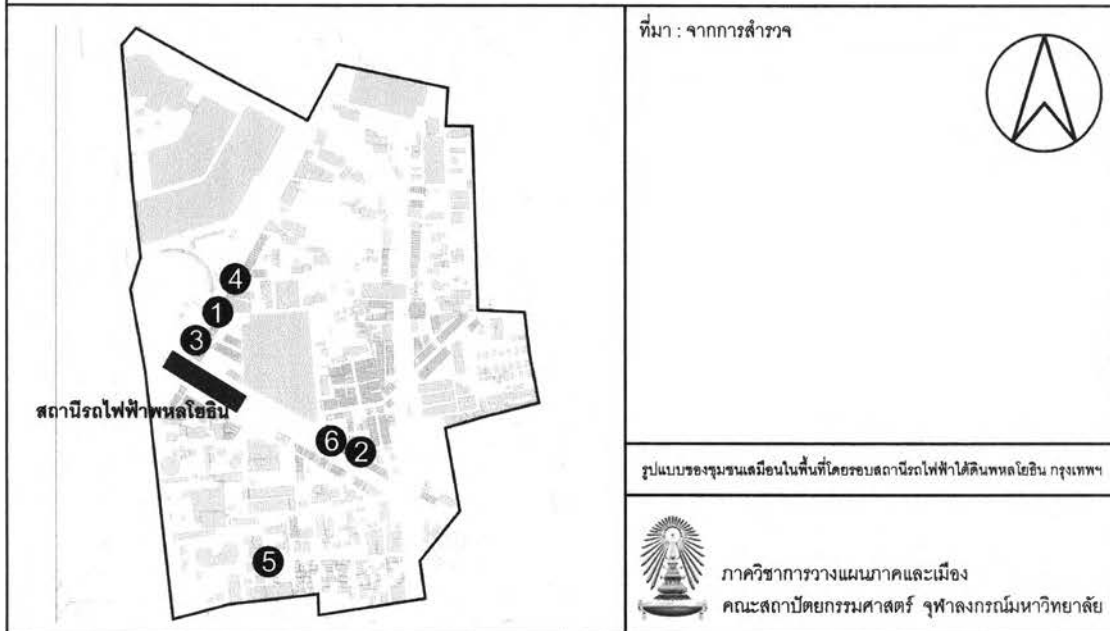 ที่มา : จากการสำรวจ
4
1
3
สถานีรถไฟฟ้าพหลโยธิน
6
2
5
รูปแบบของชุมชนเสมือนในพื้นที่โดยรอบสถานีรถไฟฟ้าใต้ดินพหลโยธิน กรุงเทพฯ
ภาควิชาการวางแผนภาคและเมือง
คณะสถาปัตยกรรมศาสตร์ จุฬาลงกรณ์มหาวิทยาลัย